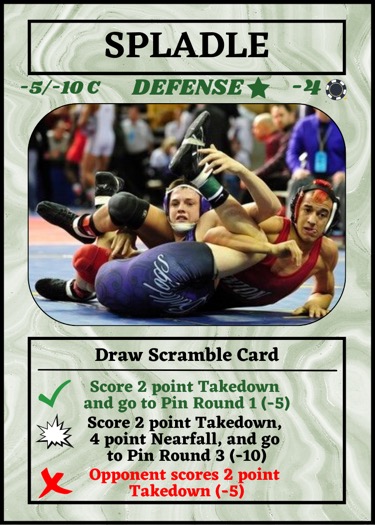 SPLADLE
-5/-10 C DEFENSE -4
Draw Scramble Card
Score 2 point Takedown
and go to Pin Round 1 (-5)
Score 2 point Takedown,
4 point Nearfall, and go
to Pin Round 3 (-10)
Opponent scores 2 point
Takedown (-5)